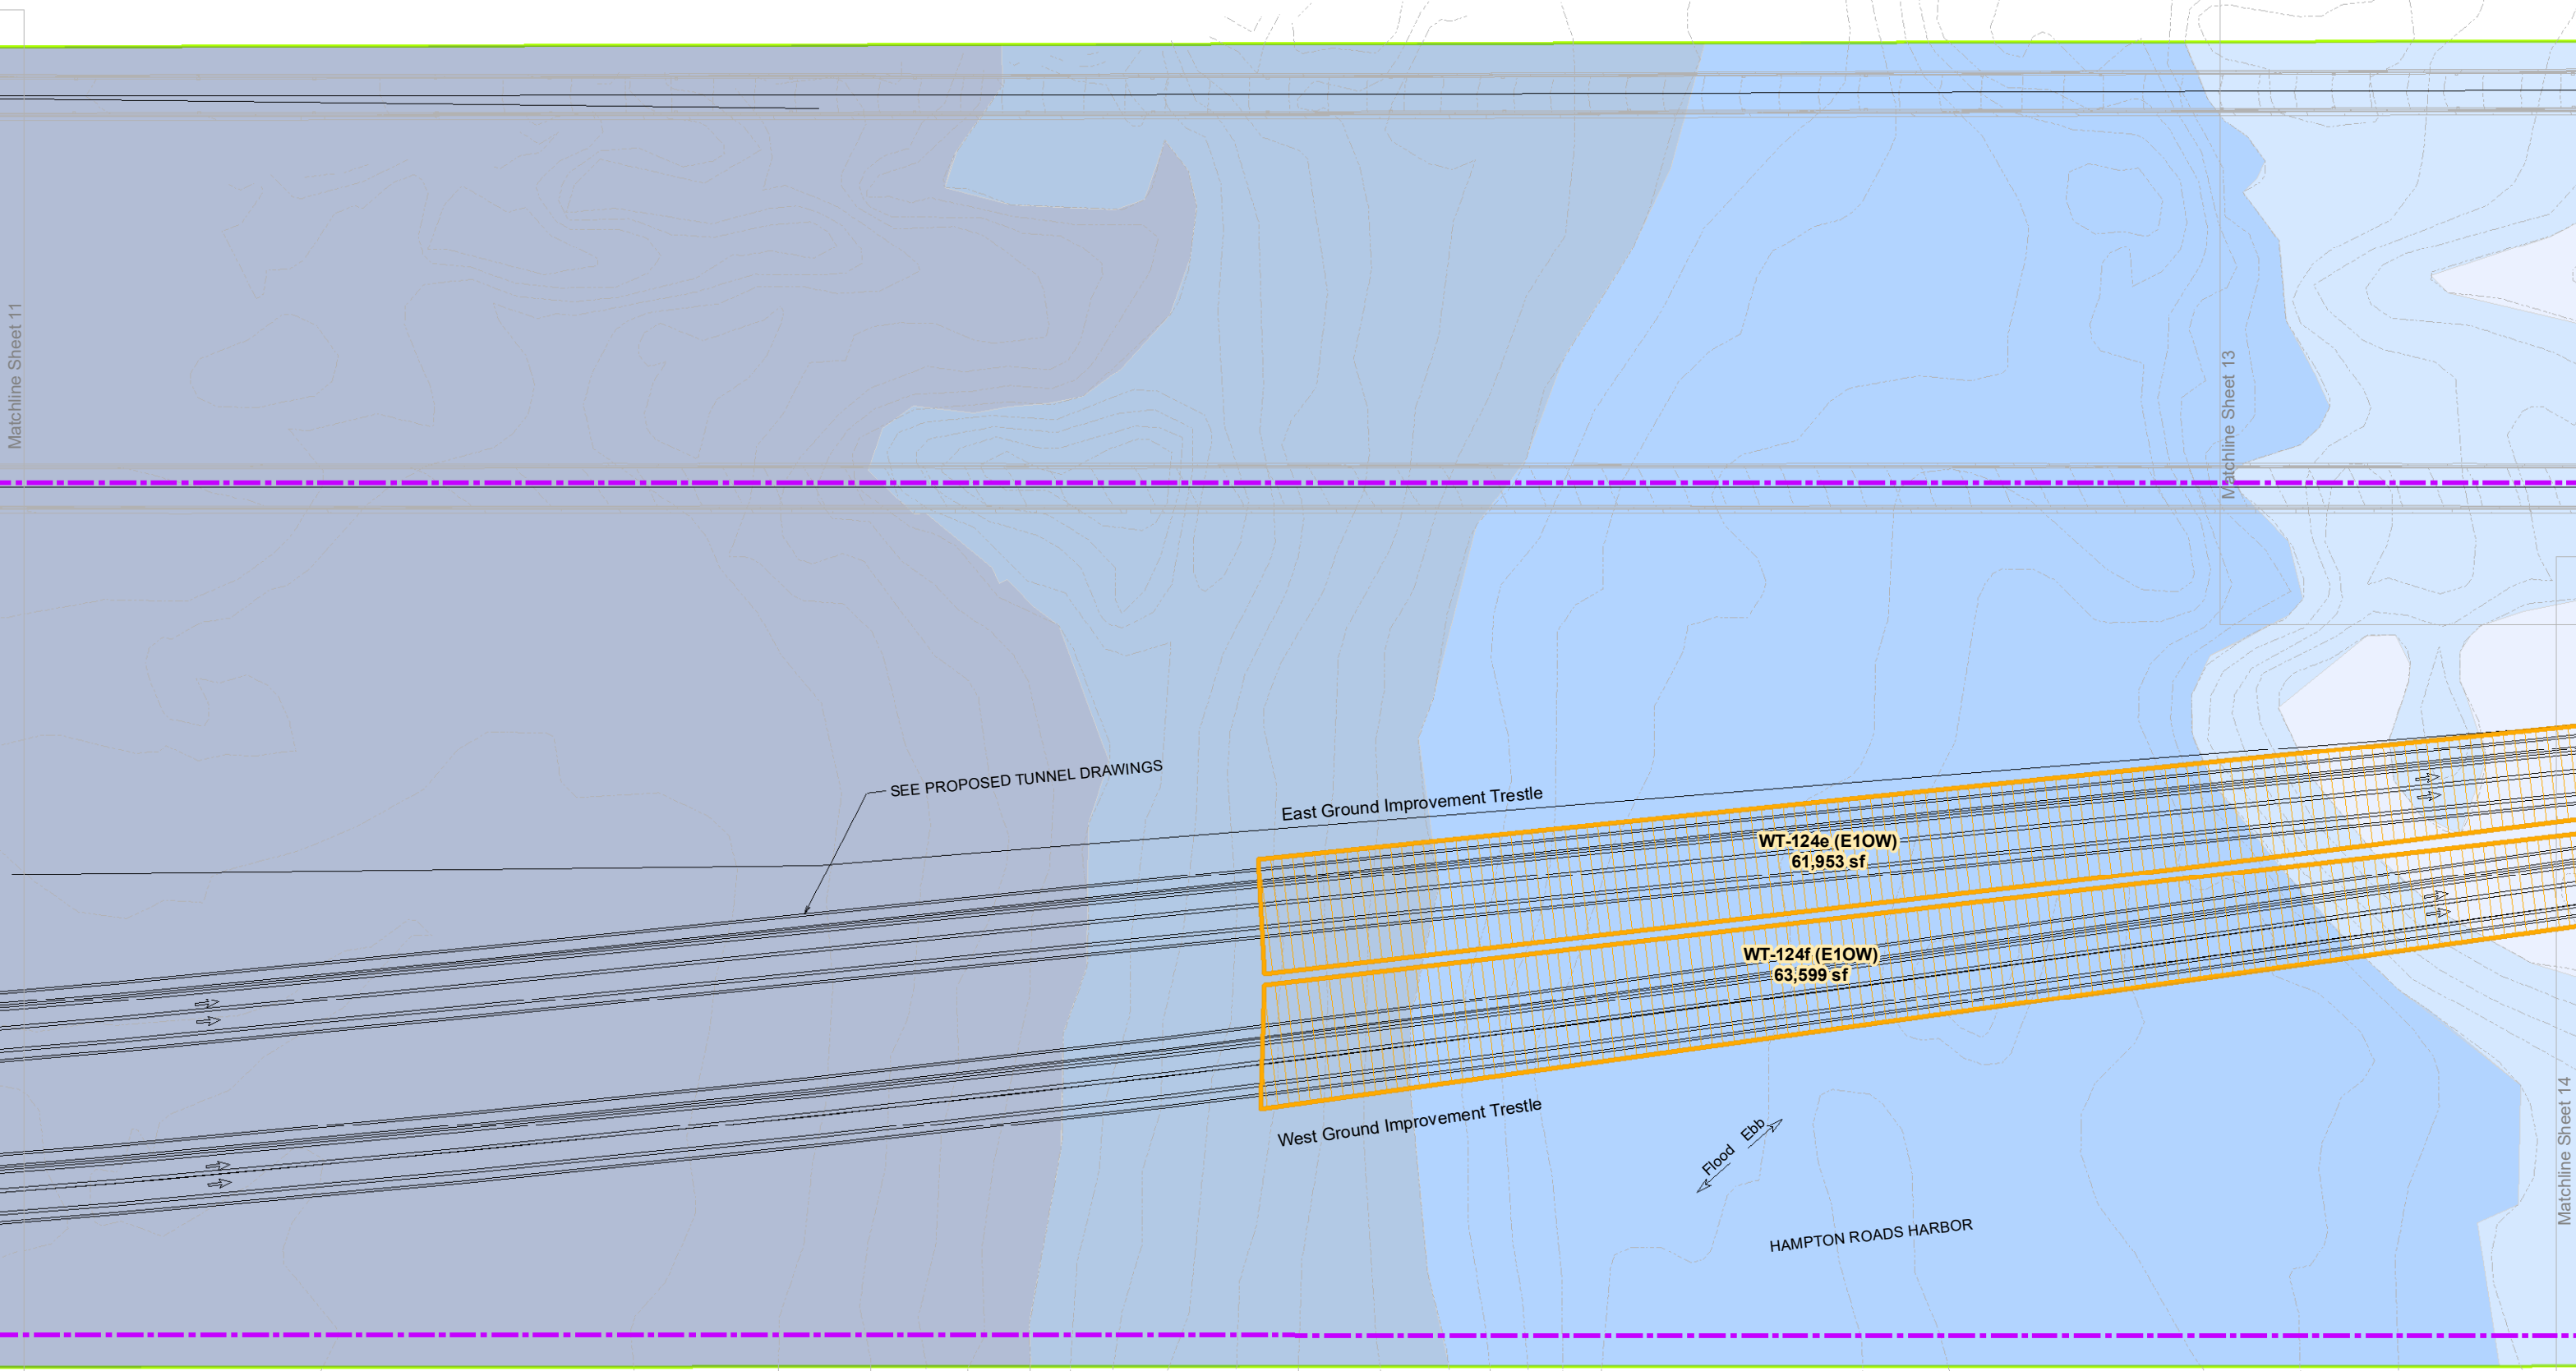 Matchline Sheet 11
Matchline Sheet 13
SEE PROPOSED TUNNEL DRAWINGS
East Ground Improvement Trestle
WT-124e (E1OW)
61,953 sf
WT-124f (E1OW)
63,599 sf
West Ground Improvement Trestle
Flood Ebb
HAMPTON ROADS HARBOR
Matchline Sheet 14